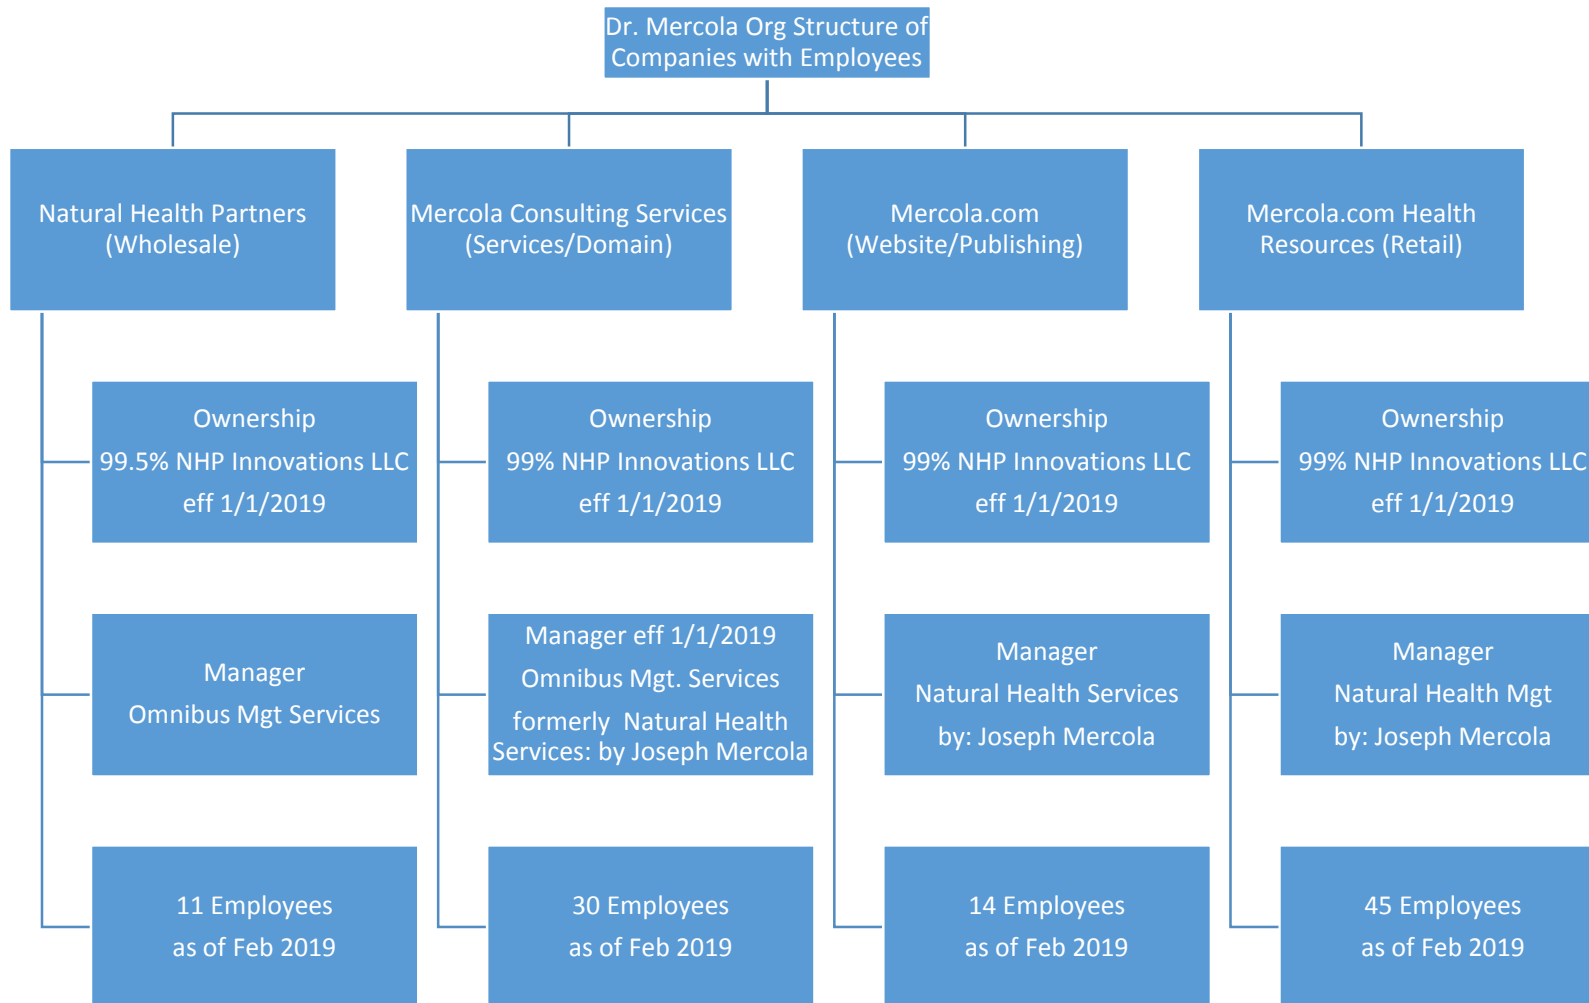 Dr. Mercola Org Structure of
Companies with Employees
Natural Health Partners
(Wholesale)
Mercola Consulting Services
(Services/Domain)
Mercola.com
(Website/Publishing)
Mercola.com Health
Resources (Retail)
Ownership
99.5% NHP Innovations LLC
eff 1/1/2019
Ownership
99% NHP Innovations LLC
eff 1/1/2019
Ownership
99% NHP Innovations LLC
eff 1/1/2019
Ownership
99% NHP Innovations LLC
eff 1/1/2019
Manager
Omnibus Mgt Services
Manager eff 1/1/2019
Omnibus Mgt. Services
formerly Natural Health
Services: by Joseph Mercola
Manager
Natural Health Services
by: Joseph Mercola
Manager
Natural Health Mgt
by: Joseph Mercola
11 Employees
as of Feb 2019
30 Employees
as of Feb 2019
14 Employees
as of Feb 2019
45 Employees
as of Feb 2019